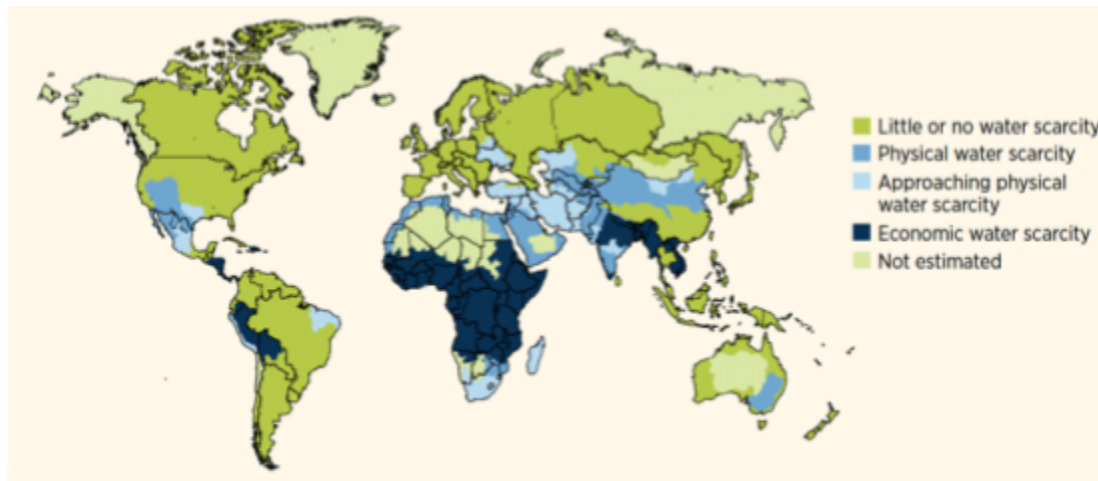 Little or no water scarcity
Physical water scarcity
Approaching physical
water scarcity
Economic water scarcity
Not estimated